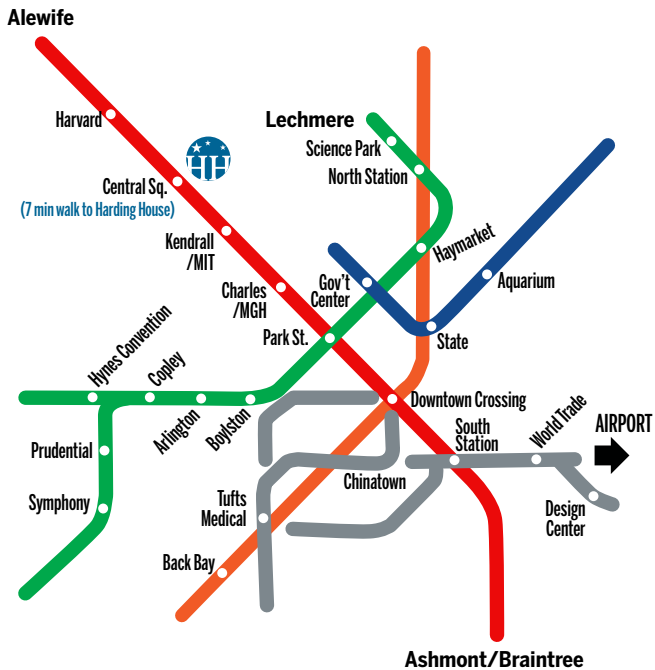 Alewife
Harvard
Lechmere
Science Park
North Station
HH
Central Sq.
(7 min walk to Harding House)
Kendrall
/MIT
Haymarket
Gov't
Center
Aquarium
Charles
/MGH
Park St.
State
Hynes Convention
Copley
Arlington
Boylston
Downtown Crossing
South
Station
World Trade
AIRPORT
Prudential
Chinatown
Symphony
Tufts
Medical
Design
Center
Back Bay
Ashmont/Braintree